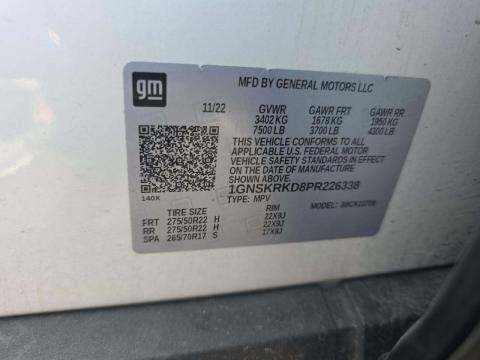 gm
MFD BY GENERAL MOTORS LLC
11/22 GVWR GAWR FRT GAWR RR
3402 KG 1678 KG 1950 KG
7500 LB 3700 LB 4300 LB
THIS VEHICLE CONFORMS TO ALL
APPLICABLE U.S. FEDERAL MOTOR
VEHICLE SAFETY STANDARDS IN
EFFECT ON THE DATE OF MANUFACTURE
SHOWN ABOVE.
1GNSKRKD8PR226338
140X TYPE: MPV MODEL:
TIRE SIZE RIM
FRT 275/50R22 H 22X9J
RR 275/50R22 H 22X9J
SPA 265/70R17 S 17X8J